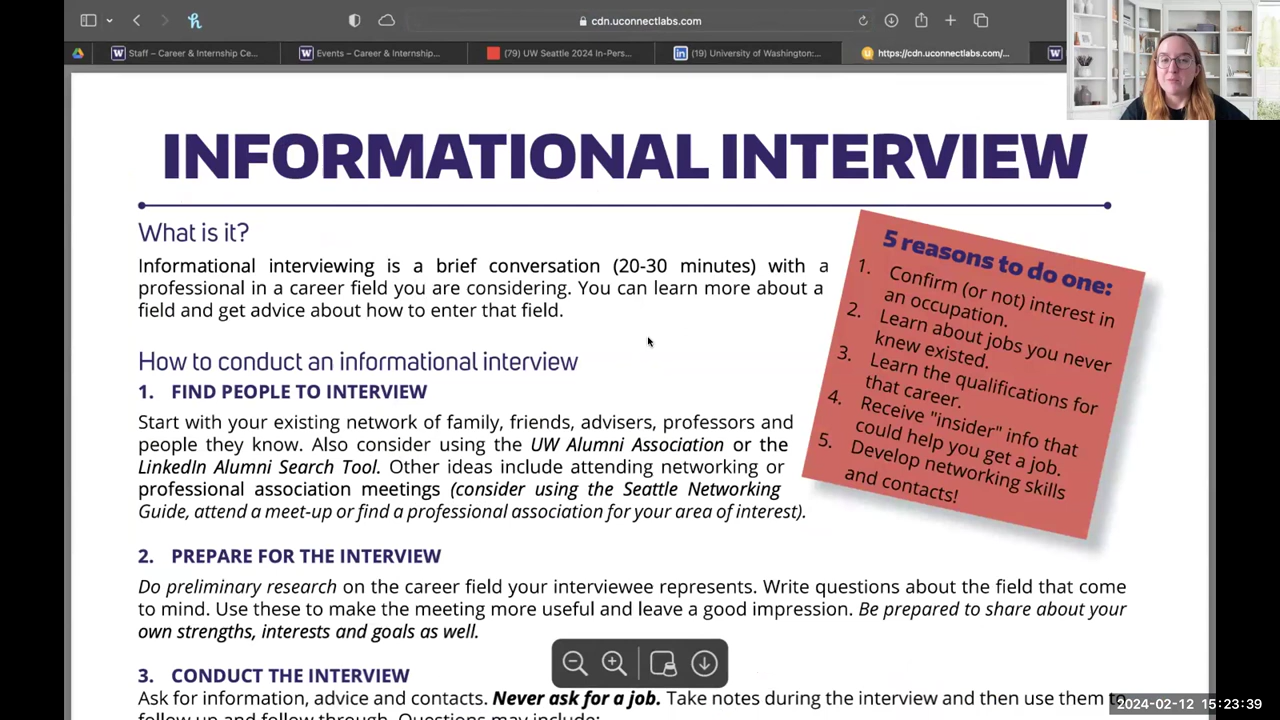 cdn.uconnectlabs.com
Staff – Career & Internship Ce...
Events – Career & Internship...
(79) UW Seattle 2024 In-Pers...
(19) University of Washington:...
https://cdn.uconnectlabs.com/...
INFORMATIONAL INTERVIEW
What is it?
Informational interviewing is a brief conversation (20-30 minutes) with a
professional in a career field you are considering. You can learn more about a
field and get advice about how to enter that field.
5 reasons to do one:
1. Confirm (or not) interest in
an occupation.
2. Learn about jobs you never
knew existed.
3. Learn the qualifications for
that career.
4. Receive "insider" info that
could help you get a job.
5. Develop networking skills
and contacts!
How to conduct an informational interview
1. FIND PEOPLE TO INTERVIEW
Start with your existing network of family, friends, advisers, professors and
people they know. Also consider using the UW Alumni Association or the
LinkedIn Alumni Search Tool. Other ideas include attending networking or
professional association meetings (consider using the Seattle Networking
Guide, attend a meet-up or find a professional association for your area of interest).
2. PREPARE FOR THE INTERVIEW
Do preliminary research on the career field your interviewee represents. Write questions about the field that come
to mind. Use these to make the meeting more useful and leave a good impression. Be prepared to share about your
own strengths, interests and goals as well.
3. CONDUCT THE INTERVIEW
Ask for information, advice and contacts. Never ask for a job. Take notes during the interview and then use them to
follow up and follow through. Questions may include:
2024-02-12 15:23:39